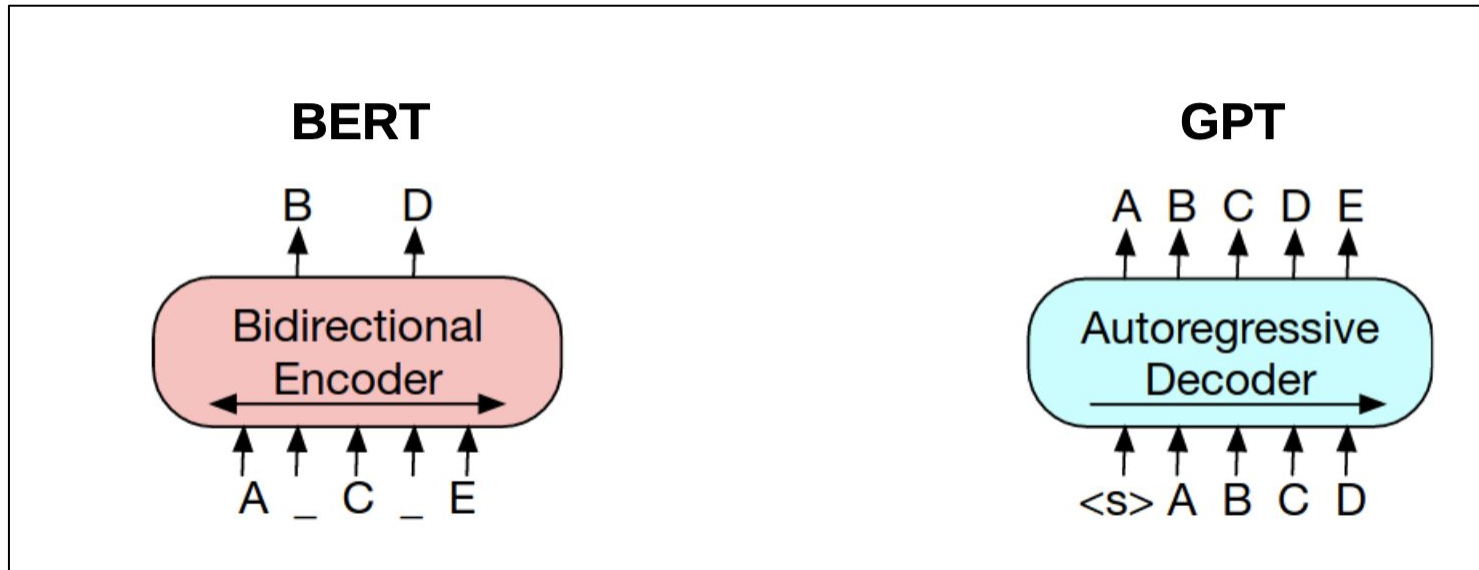 BERT
B D
Bidirectional
Encoder
A _ C _ E
GPT
A B C D E
Autoregressive
Decoder
<s> A B C D